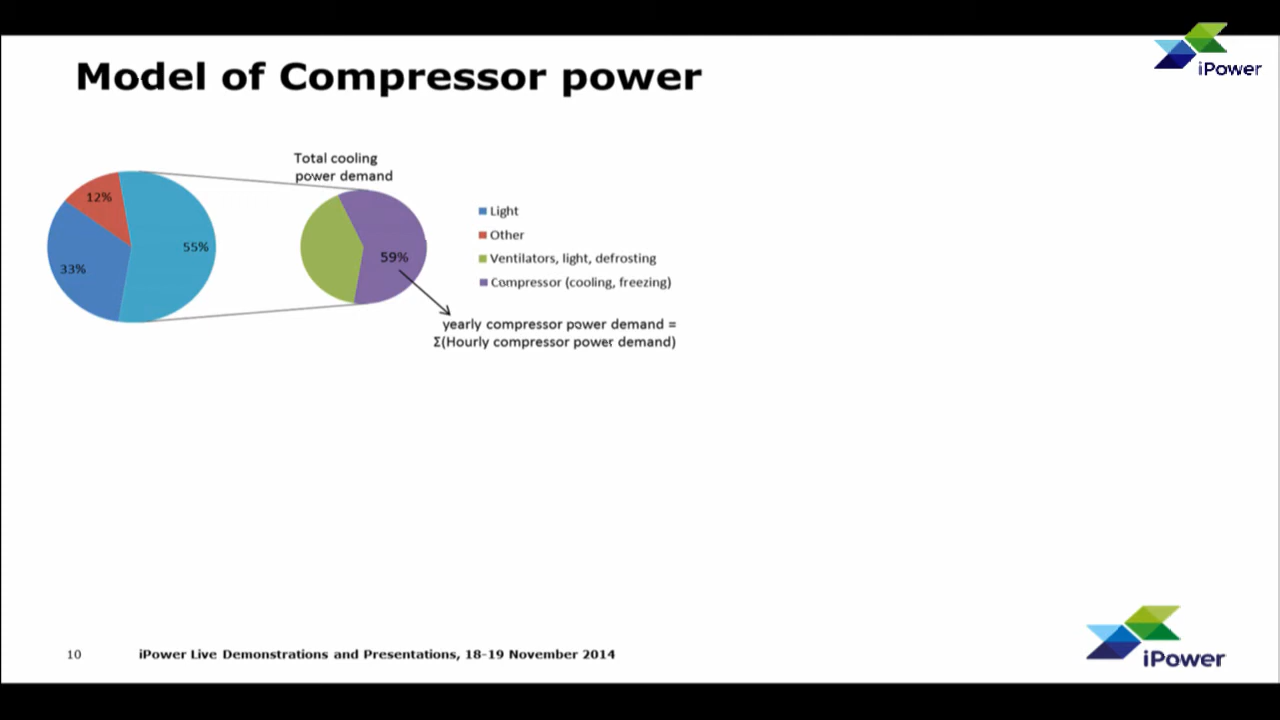 Model of Compressor power
iPower
Total cooling
power demand
12%
55%
33%
59%
Light
Other
Ventilators, light, defrosting
Compressor (cooling, freezing)
yearly compressor power demand =
Σ(Hourly compressor power demand)
10
iPower Live Demonstrations and Presentations, 18-19 November 2014
iPower